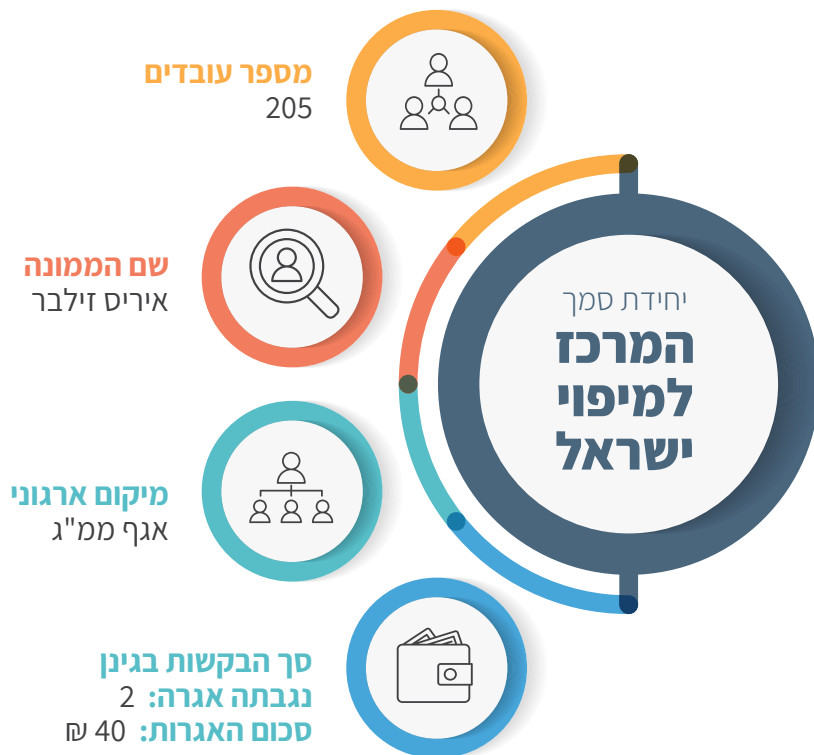 יחידת סמך
המרכז
למיפוי
ישראל
מספר עובדים
205
שם הממונה
איריס זילבר
מיקום ארגוני
אגף ממ"ג
סך הבקשות בגינן
נגבתה אגרה: 2
סכום האגרות: 40 ₪